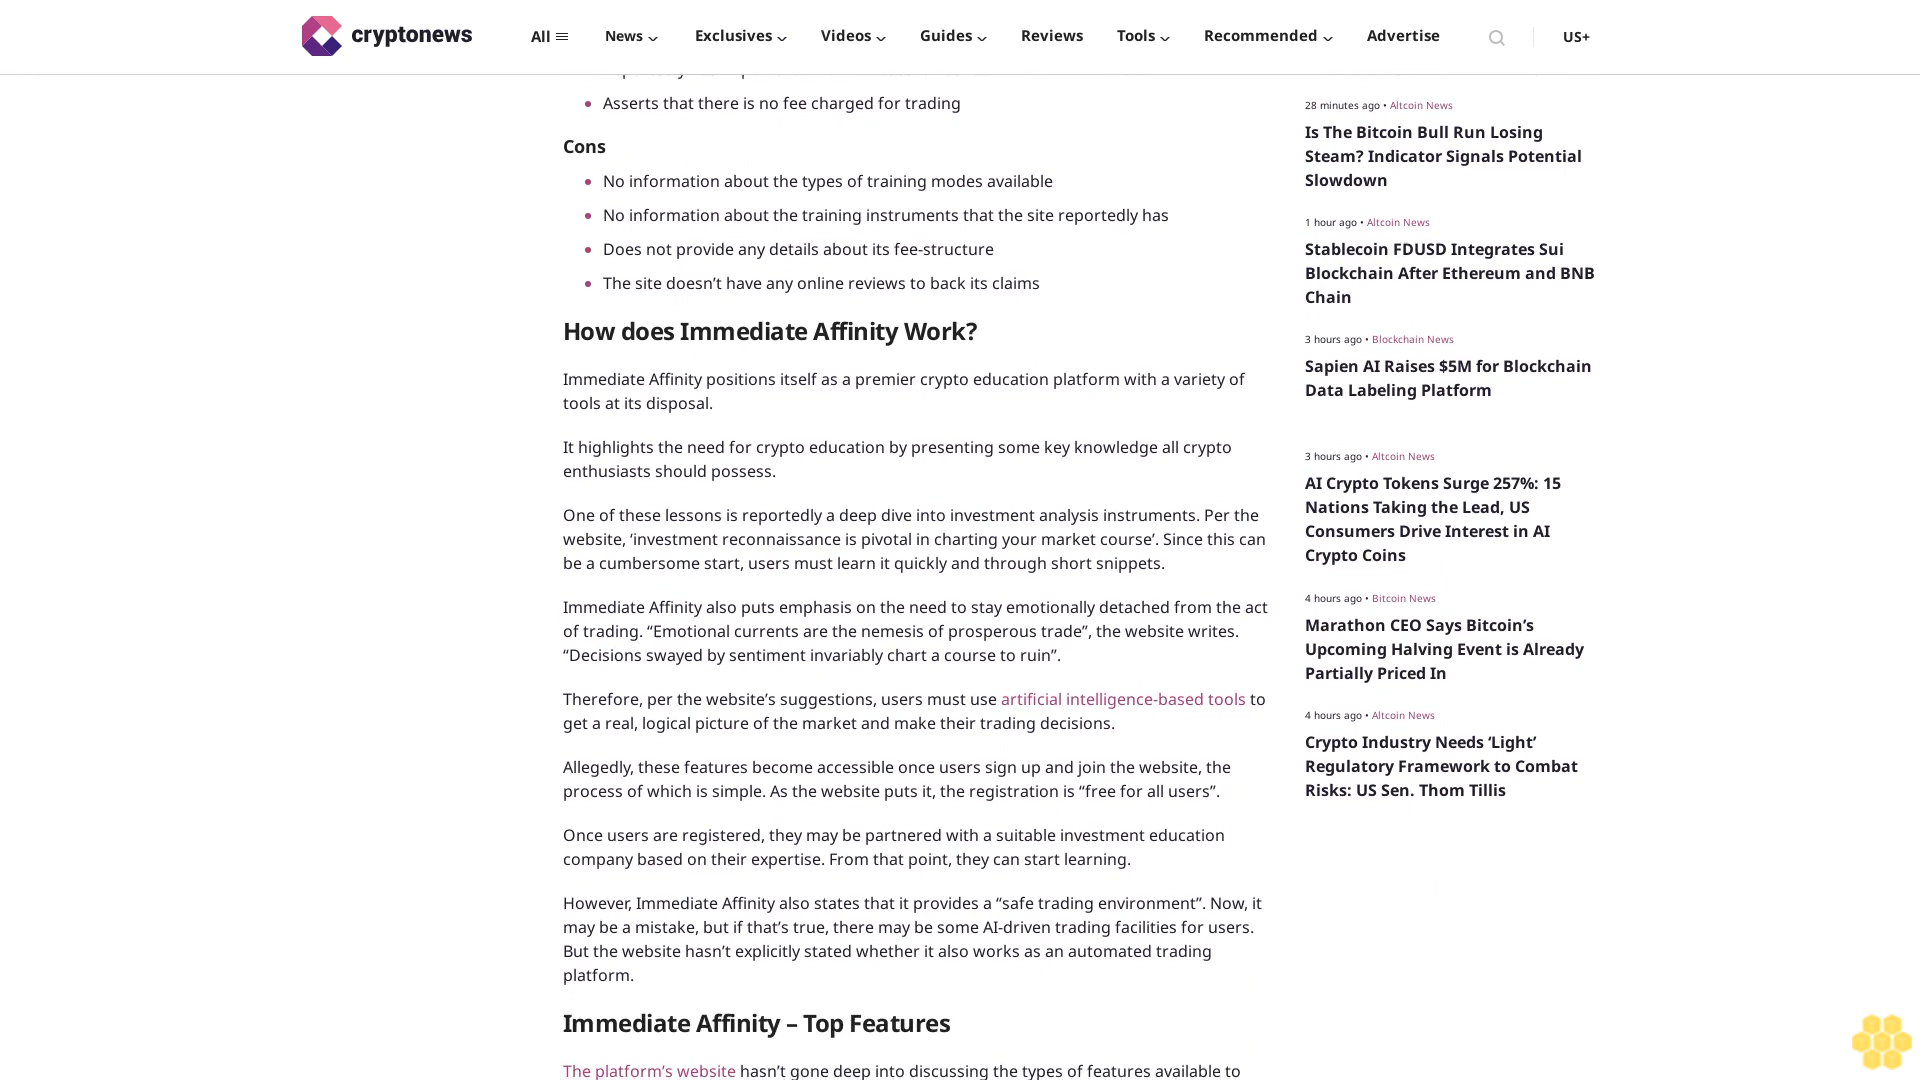 cryptonews
All
News
Exclusives
Videos
Guides
Reviews
Tools
Recommended
Advertise
US+
Asserts that there is no fee charged for trading
Cons
No information about the types of training modes available
No information about the training instruments that the site reportedly has
Does not provide any details about its fee-structure
The site doesn’t have any online reviews to back its claims
How does Immediate Affinity Work?
Immediate Affinity positions itself as a premier crypto education platform with a variety of
tools at its disposal.
It highlights the need for crypto education by presenting some key knowledge all crypto
enthusiasts should possess.
One of these lessons is reportedly a deep dive into investment analysis instruments. Per the
website, ‘investment reconnaissance is pivotal in charting your market course’. Since this can
be a cumbersome start, users must learn it quickly and through short snippets.
Immediate Affinity also puts emphasis on the need to stay emotionally detached from the act
of trading. “Emotional currents are the nemesis of prosperous trade”, the website writes.
“Decisions swayed by sentiment invariably chart a course to ruin”.
Therefore, per the website’s suggestions, users must use artificial intelligence-based tools to
get a real, logical picture of the market and make their trading decisions.
Allegedly, these features become accessible once users sign up and join the website, the
process of which is simple. As the website puts it, the registration is “free for all users”.
Once users are registered, they may be partnered with a suitable investment education
company based on their expertise. From that point, they can start learning.
However, Immediate Affinity also states that it provides a “safe trading environment”. Now, it
may be a mistake, but if that’s true, there may be some AI-driven trading facilities for users.
But the website hasn’t explicitly stated whether it also works as an automated trading
platform.
Immediate Affinity – Top Features
The platform’s website hasn’t gone deep into discussing the types of features available to
28 minutes ago • Altcoin News
Is The Bitcoin Bull Run Losing
Steam? Indicator Signals Potential
Slowdown
1 hour ago • Altcoin News
Stablecoin FDUSD Integrates Sui
Blockchain After Ethereum and BNB
Chain
3 hours ago • Blockchain News
Sapien AI Raises $5M for Blockchain
Data Labeling Platform
3 hours ago • Altcoin News
AI Crypto Tokens Surge 257%: 15
Nations Taking the Lead, US
Consumers Drive Interest in AI
Crypto Coins
4 hours ago • Bitcoin News
Marathon CEO Says Bitcoin’s
Upcoming Halving Event is Already
Partially Priced In
4 hours ago • Altcoin News
Crypto Industry Needs ‘Light’
Regulatory Framework to Combat
Risks: US Sen. Thom Tillis